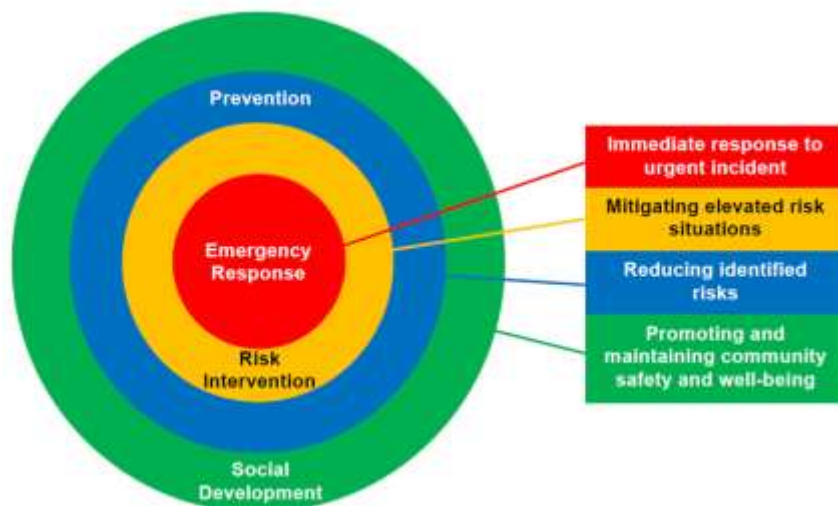 Prevention
Emergency
Response
Risk
Intervention
Social
Development
Immediate response to
urgent incident
Mitigating elevated risk
situations
Reducing identified
risks
Promoting and
maintaining community
safety and well-being